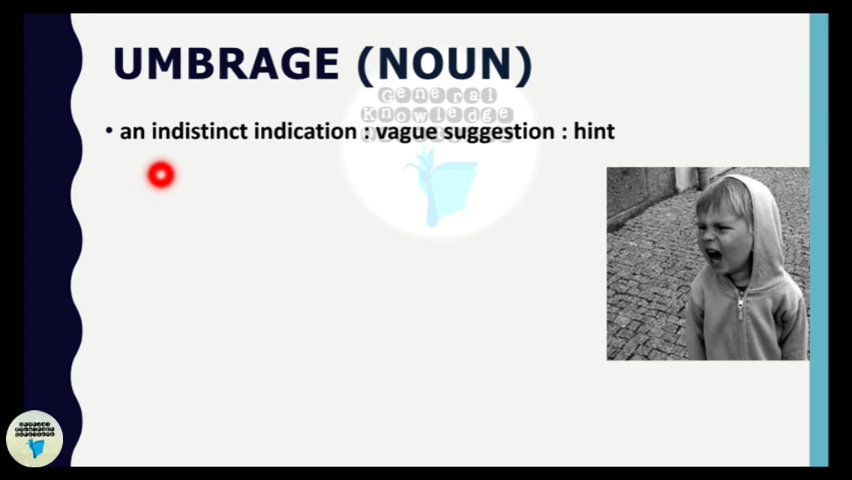 UMBRAGE (NOUN)
General
Knowledge
• an indistinct indication : vague suggestion : hint